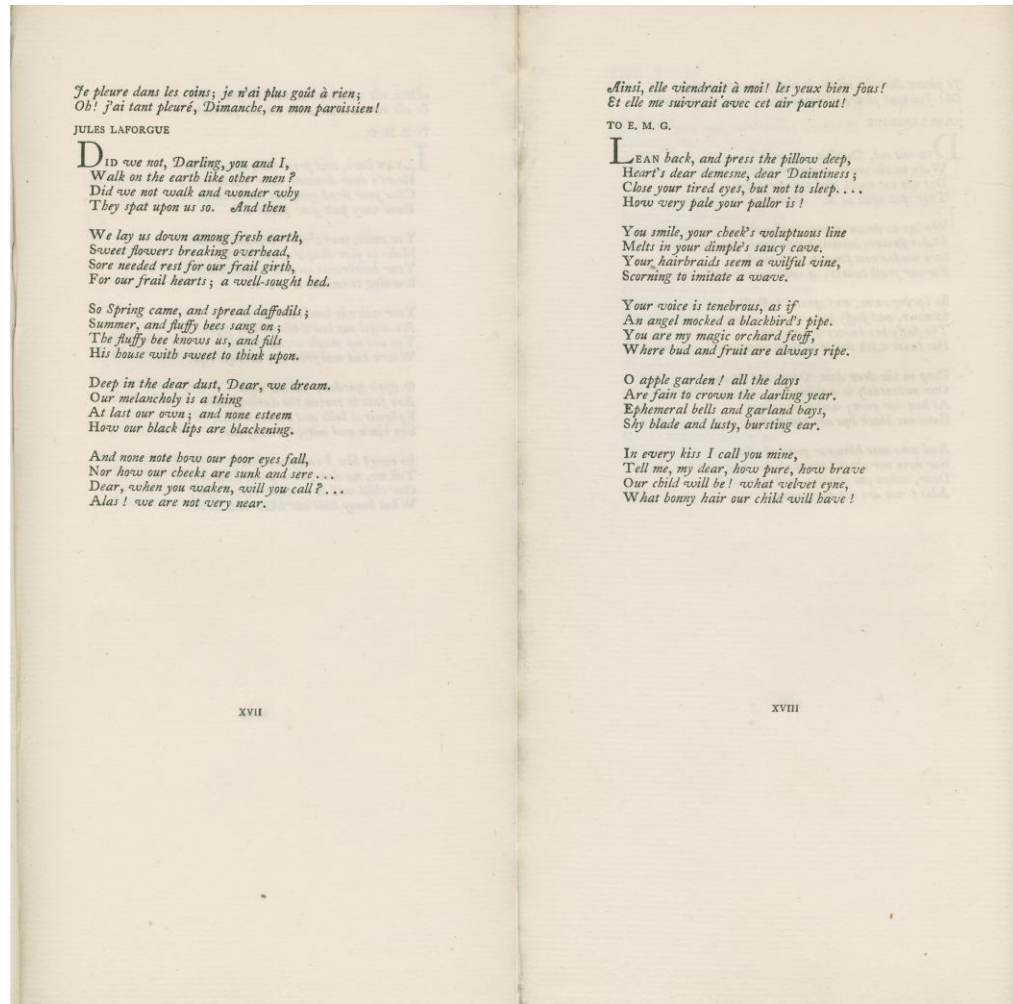 Je pleure dans les coins; je n'ai plus goût à rien;
Oh! j'ai tant pleuré, Dimanche, en mon paroissien!
JULES LAFORGUE
DID we not, Darling, you and I,
Walk on the earth like other men?
Did we not walk and wonder why
They spat upon us so. And then
We lay us down among fresh earth,
Sweet flowers breaking overhead,
Sore needed rest for our frail girth,
For our frail hearts; a well-sought bed.
So Spring came, and spread daffodils;
Summer, and fluffy bees sang on;
The fluffy bee knows us, and fills
His house with sweet to think upon.
Deep in the dear dust, Dear, we dream.
Our melancholy is a thing
At last our own; and none esteem
How our black lips are blackening.
And none note how our poor eyes fall,
Nor how our cheeks are sunk and sere...
Dear, when you waken, will you call?...
Alas! we are not very near.
XVII
Ainsi, elle viendrait à moi! les yeux bien fous!
Et elle me suivrait avec cet air partout!
TO E. M. G.
LEAN back, and press the pillow deep,
Heart's dear demesne, dear Daintiness;
Close your tired eyes, but not to sleep....
How very pale your pallor is!
You smile, your cheek's voluptuous line
Melts in your dimple's saucy cave.
Your hairbraids seem a wilful vine,
Scorning to imitate a wave.
Your voice is tenebrous, as if
An angel mocked a blackbird's pipe.
You are my magic orchard feoff,
Where bud and fruit are always ripe.
O apple garden! all the days
Are fain to crown the darling year.
Ephemeral bells and garland bays,
Shy blade and lusty, bursting ear.
In every kiss I call you mine,
Tell me, my dear, how pure, how brave
Our child will be! what velvet eyne,
What bonny hair our child will have!
XVIII